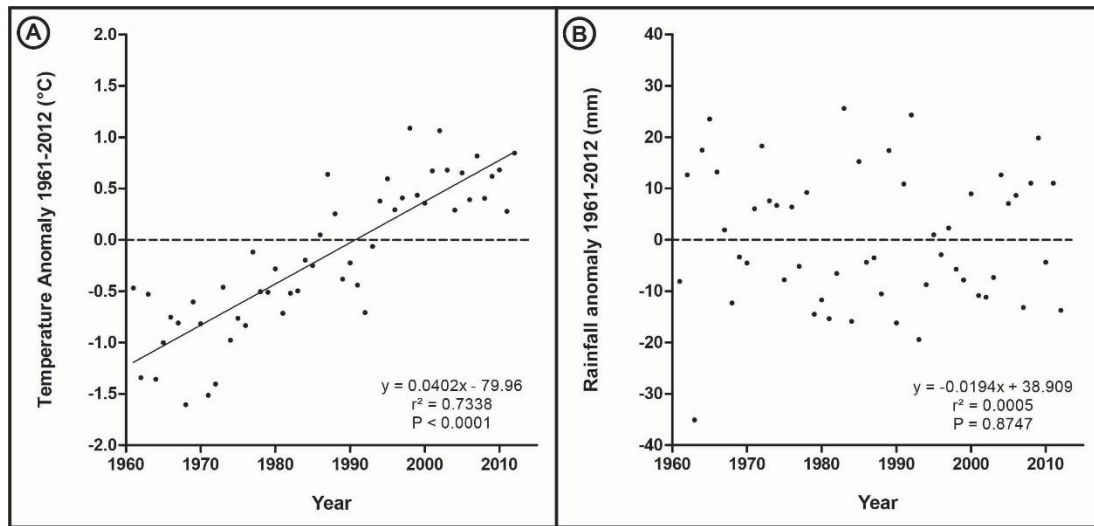 A
Temperature Anomaly 1961-2012 (°C)
2.0
1.5
1.0
0.5
0.0
-0.5
-1.0
-1.5
-2.0
y = 0.0402x - 79.96
r² = 0.7338
P < 0.0001
1960 1970 1980 1990 2000 2010
Year
B
Rainfall anomaly 1961-2012 (mm)
40
30
20
10
0
-10
-20
-30
-40
y = -0.0194x + 38.909
r² = 0.0005
P = 0.8747
1960 1970 1980 1990 2000 2010
Year